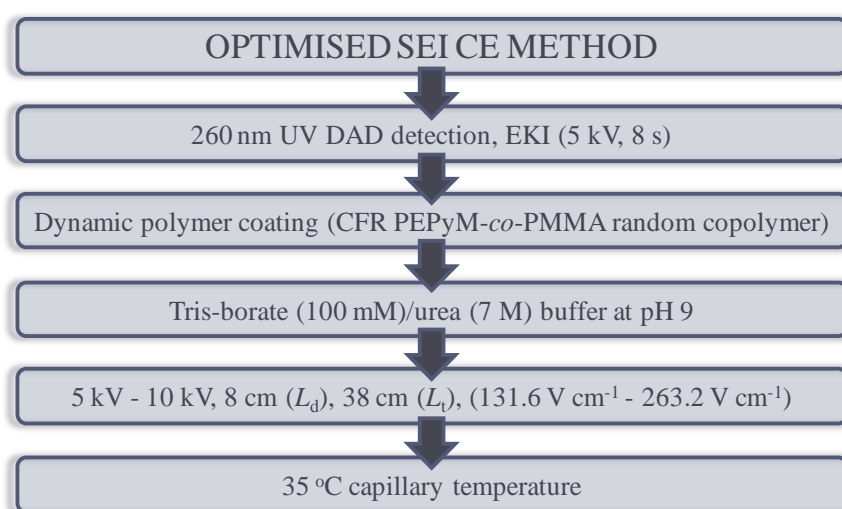 OPTIMISED SEI CE METHOD
260 nm UV DAD detection, EKI (5 kV, 8 s)
Dynamic polymer coating (CFR PEPyM-co-PMMA random copolymer)
Tris-borate (100 mM)/urea (7 M) buffer at pH 9
5 kV - 10 kV, 8 cm (Ld), 38 cm (Lt), (131.6 V cm-1 - 263.2 V cm-1)
35 oC capillary temperature